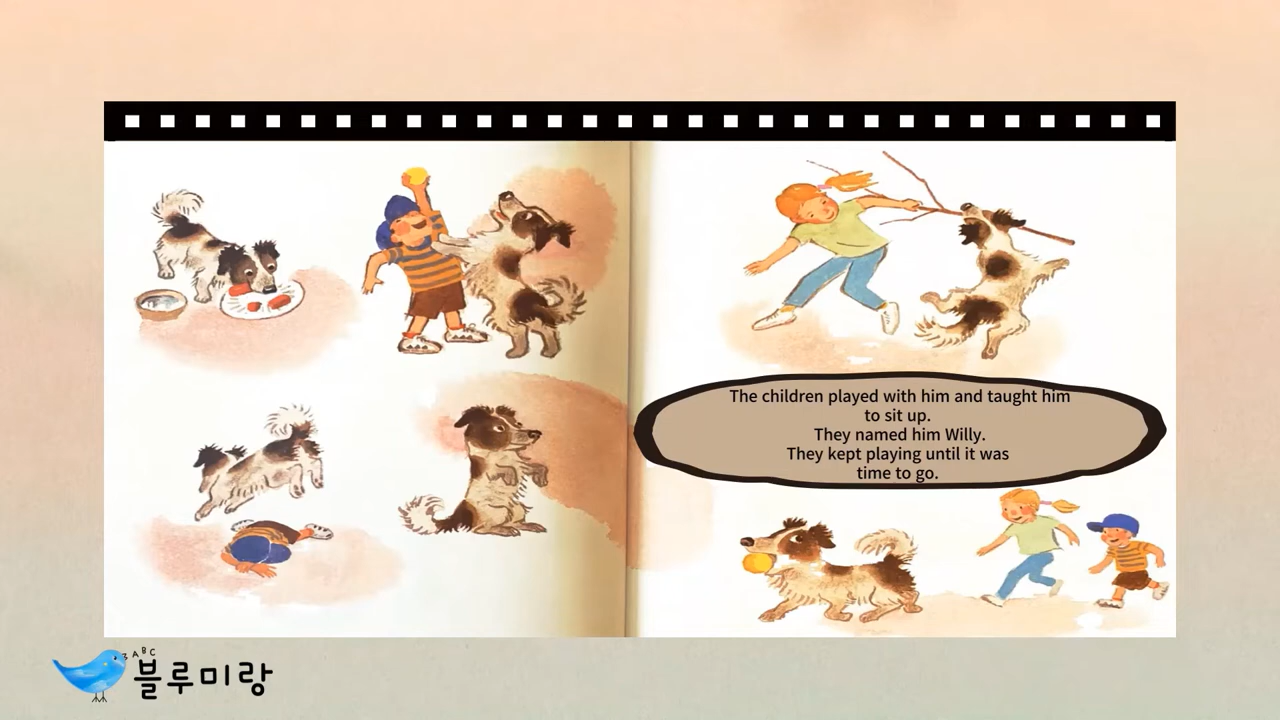 The children played with him and taught him
to sit up.
They named him Willy.
They kept playing until it was
time to go.
ABC
블루미랑